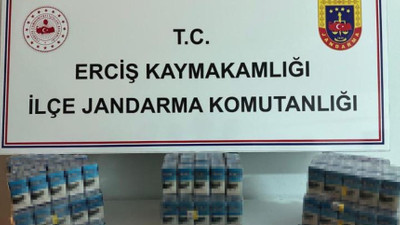 T.C.
ERCİŞ KAYMAKAMLIĞI
İLÇE JANDARMA KOMUTANLIĞI
JANDARMA